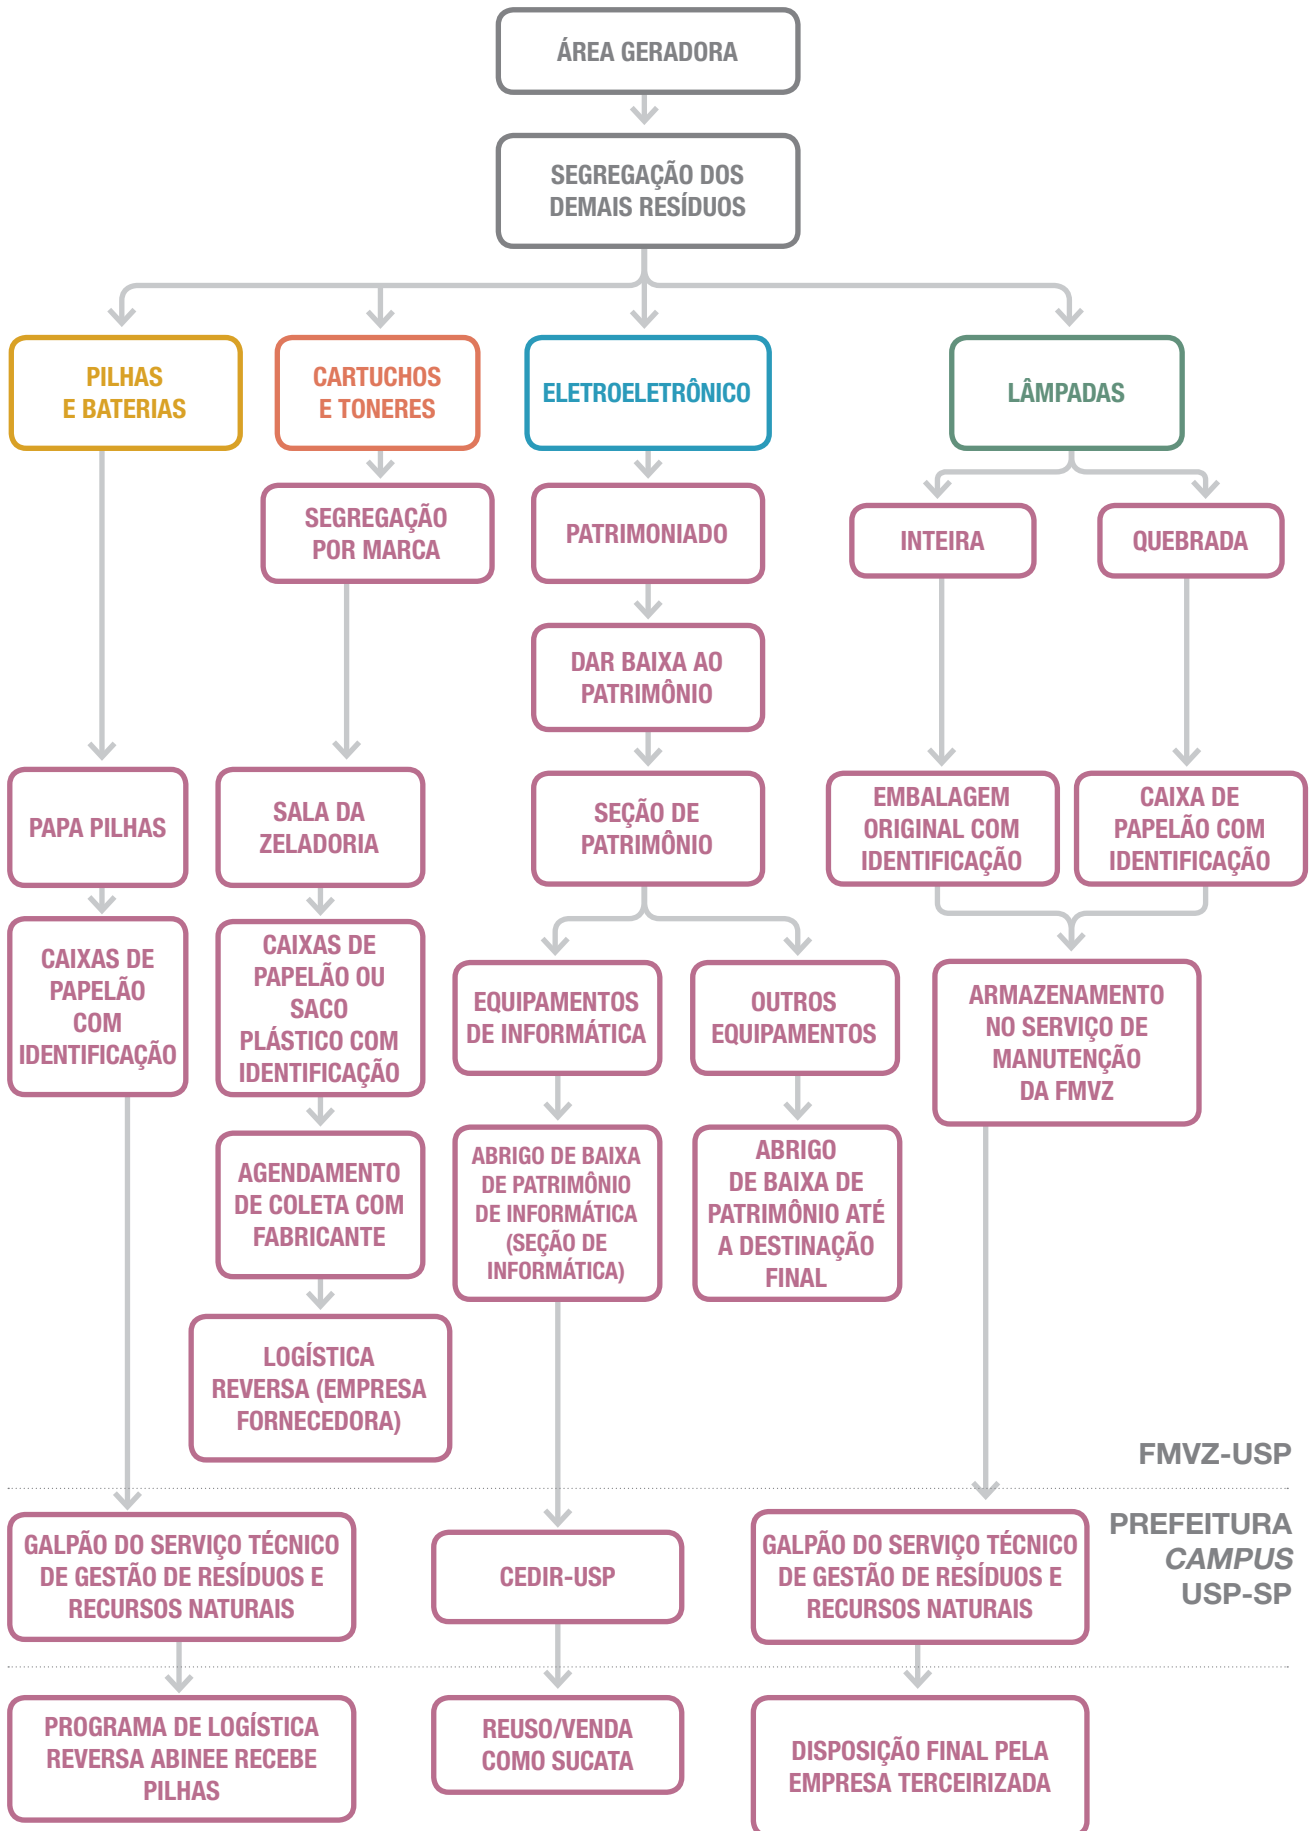 ÁREA GERADORA
SEGREGAÇÃO DOS
DEMAIS RESÍDUOS
PILHAS
E BATERIAS
CARTUCHOS
E TONERES
ELETROELETRÔNICO
LÂMPADAS
SEGREGAÇÃO
POR MARCA
PATRIMONIADO
INTEIRA
QUEBRADA
DAR BAIXA AO
PATRIMÔNIO
PAPA PILHAS
SALA DA
ZELADORIA
SEÇÃO DE
PATRIMÔNIO
EMBALAGEM
ORIGINAL COM
IDENTIFICAÇÃO
CAIXA DE
PAPELÃO COM
IDENTIFICAÇÃO
CAIXAS DE
PAPELÃO
COM
IDENTIFICAÇÃO
CAIXAS DE
PAPELÃO OU
SACO
PLÁSTICO COM
IDENTIFICAÇÃO
EQUIPAMENTOS
DE INFORMÁTICA
OUTROS
EQUIPAMENTOS
ARMAZENAMENTO
NO SERVIÇO DE
MANUTENÇÃO
DA FMVZ
AGENDAMENTO
DE COLETA COM
FABRICANTE
ABRIGO DE BAIXA
DE PATRIMÔNIO
DE INFORMÁTICA
(SEÇÃO DE
INFORMÁTICA)
ABRIGO
DE BAIXA DE
PATRIMÔNIO ATÉ
A DESTINAÇÃO
FINAL
LOGÍSTICA
REVERSA (EMPRESA
FORNECEDORA)
FMVZ-USP
GALPÃO DO SERVIÇO TÉCNICO
DE GESTÃO DE RESÍDUOS E
RECURSOS NATURAIS
CEDIR-USP
GALPÃO DO SERVIÇO TÉCNICO
DE GESTÃO DE RESÍDUOS E
RECURSOS NATURAIS
PREFEITURA
CAMPUS
USP-SP
PROGRAMA DE LOGÍSTICA
REVERSA ABINEE RECEBE
PILHAS
REUSO/VENDA
COMO SUCATA
DISPOSIÇÃO FINAL PELA
EMPRESA TERCEIRIZADA